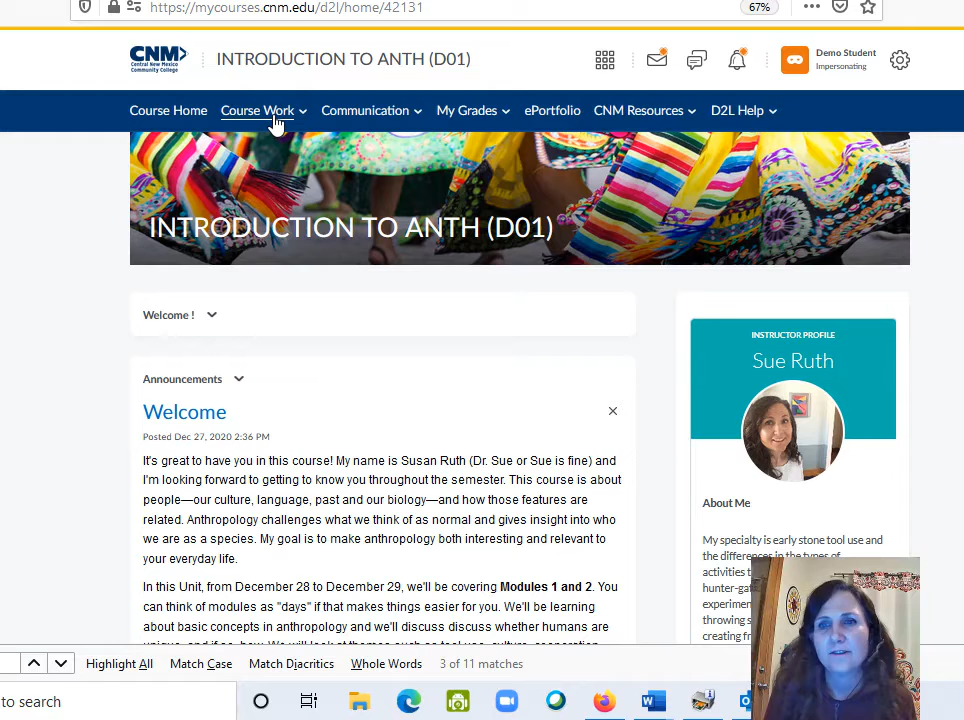 https://mycourses.cnm.edu/d2l/home/42131
67%
CNM
Central New Mexico
Community College
INTRODUCTION TO ANTH (D01)
Demo Student
Impersonating
Course Home
Course Work
Communication
My Grades
ePortfolio
CNM Resources
D2L Help
INTRODUCTION TO ANTH (D01)
Welcome !
Announcements
Welcome
Posted Dec 27, 2020 2:36 PM
It's great to have you in this course! My name is Susan Ruth (Dr. Sue or Sue is fine) and
I'm looking forward to getting to know you throughout the semester. This course is about
people—our culture, language, past and our biology—and how those features are
related. Anthropology challenges what we think of as normal and gives insight into who
we are as a species. My goal is to make anthropology both interesting and relevant to
your everyday life.
In this Unit, from December 28 to December 29, we'll be covering Modules 1 and 2. You
can think of modules as "days" if that makes things easier for you. We'll be learning
about basic concepts in anthropology and we'll discuss discuss whether humans are
INSTRUCTOR PROFILE
Sue Ruth
About Me
My specialty is early stone tool use and
the differences in the types of
activities
hunter-gat
experimen
throwing s
creating fr
Highlight All
Match Case
Match Diacritics
Whole Words
3 of 11 matches
to search